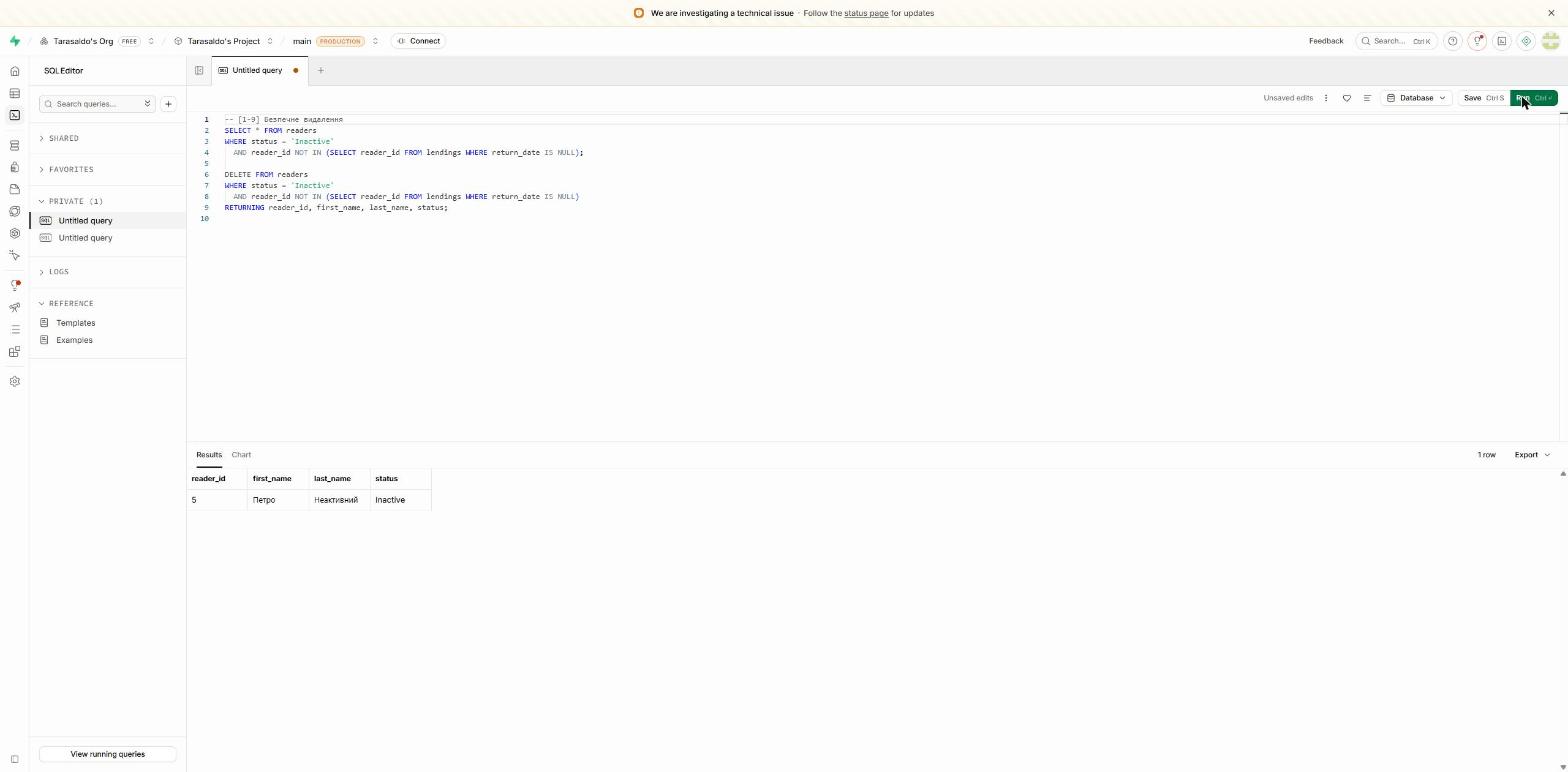 We are investigating a technical issue · Follow the status page for updates
Tarasaldo's Org FREE / Tarasaldo's Project / main PRODUCTION Connect
Feedback Search... Ctrl K
SQL Editor
Untitled query
Search queries...
Unsaved edits Database Save Ctrl S Run Ctrl ↵
SHARED
FAVORITES
PRIVATE (1)
SQL Untitled query
SQL Untitled query
LOGS
REFERENCE
Templates
Examples
View running queries
1 -- [1-9] Безпечне видалення
2 SELECT * FROM readers
3 WHERE status = 'Inactive'
4 AND reader_id NOT IN (SELECT reader_id FROM lendings WHERE return_date IS NULL);
5
6 DELETE FROM readers
7 WHERE status = 'Inactive'
8 AND reader_id NOT IN (SELECT reader_id FROM lendings WHERE return_date IS NULL)
9 RETURNING reader_id, first_name, last_name, status;
10
Results Chart 1 row Export
reader_id first_name last_name status
5 Петро Неактивний Inactive